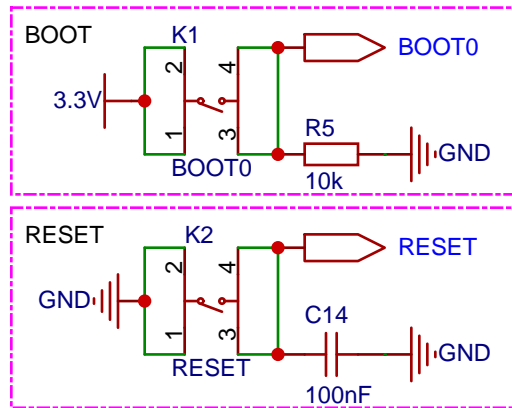 BOOT
K1
2
4
BOOT0
3.3V
1
3
R5
BOOT0
10k
GND
RESET
K2
2
4
RESET
GND
1
3
C14
RESET
100nF
GND